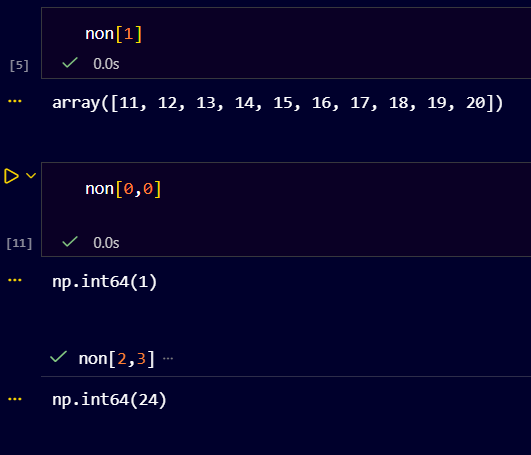 non[1]
[5]
0.0s
array([11, 12, 13, 14, 15, 16, 17, 18, 19, 20])
non[0,0]
[11]
0.0s
np.int64(1)
non[2,3]
np.int64(24)